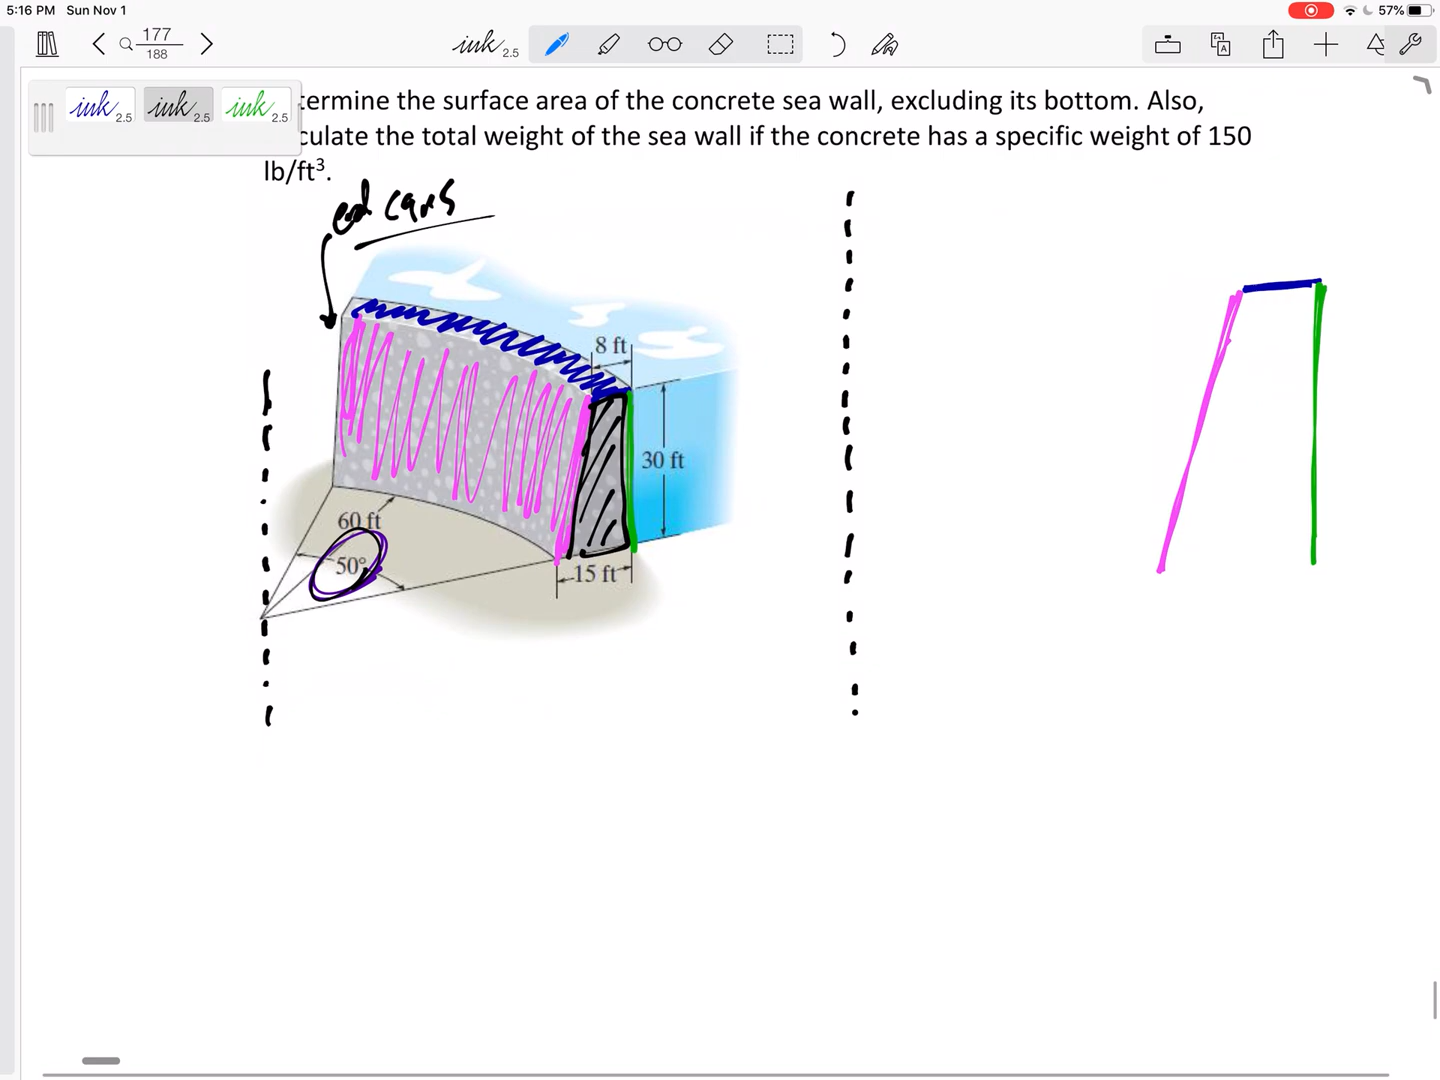 5:16 PM Sun Nov 1
57%
177
188
ink 2.5
ink 2.5 ink 2.5 ink 2.5
termine the surface area of the concrete sea wall, excluding its bottom. Also,
culate the total weight of the sea wall if the concrete has a specific weight of 150
lb/ft³.
end caps
8 ft
30 ft
60 ft
50°
15 ft